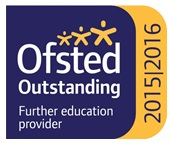 Ofsted
Outstanding
Further education
provider
2015|2016